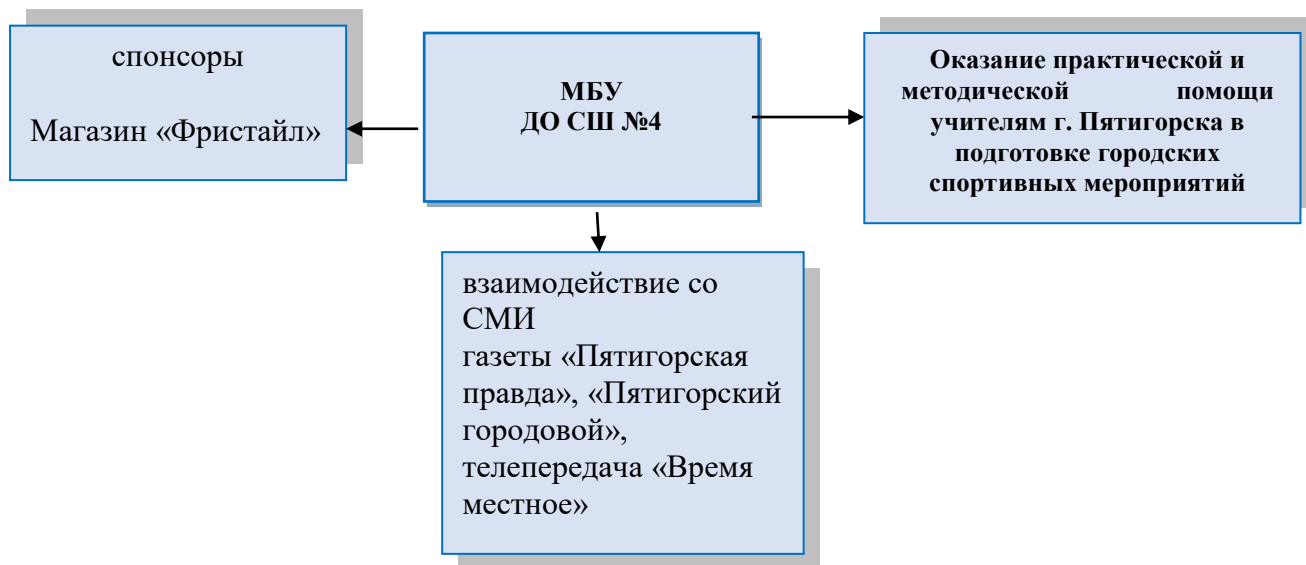 спонсоры
Магазин «Фристайл»
МБУ
ДО СШ №4
Оказание практической и
методической помощи
учителям г. Пятигорска в
подготовке городских
спортивных мероприятий
взаимодействие со
СМИ
газеты «Пятигорская
правда», «Пятигорский
городовой»,
телепередача «Время
местное»